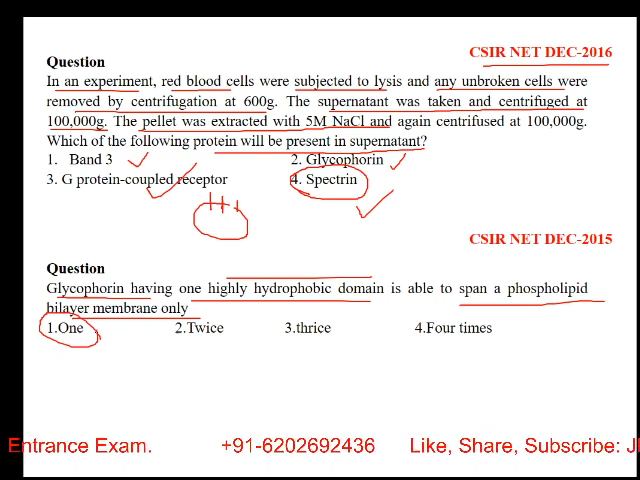 CSIR NET DEC-2016
Question
In an experiment, red blood cells were subjected to lysis and any unbroken cells were
removed by centrifugation at 600g. The supernatant was taken and centrifuged at
100,000g. The pellet was extracted with 5M NaCl and again centrifused at 100,000g.
Which of the following protein will be present in supernatant?
1. Band 3 2. Glycophorin
3. G protein-coupled receptor 4. Spectrin
CSIR NET DEC-2015
Question
Glycophorin having one highly hydrophobic domain is able to span a phospholipid
bilayer membrane only
1.One 2.Twice 3.thrice 4.Four times
Entrance Exam. +91-6202692436 Like, Share, Subscribe: